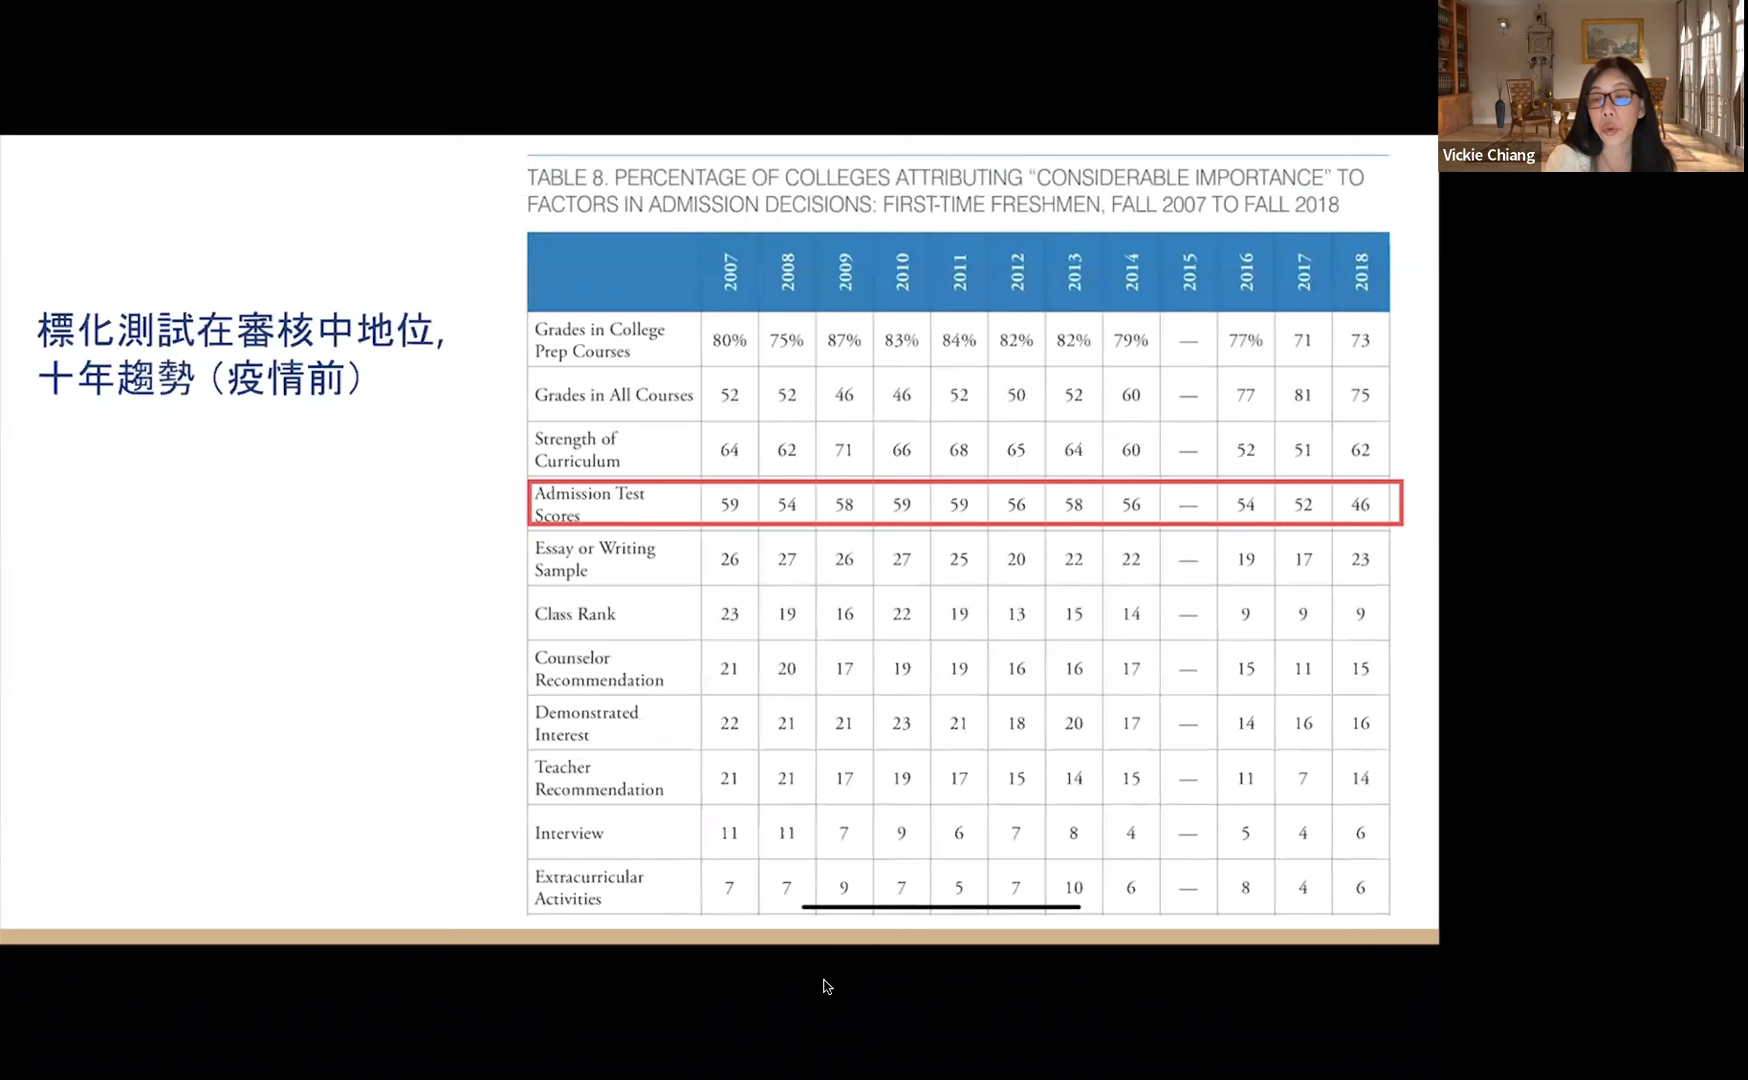 Vickie Chiang
標化測試在審核中地位,
十年趨勢（疫情前）
TABLE 8. PERCENTAGE OF COLLEGES ATTRIBUTING “CONSIDERABLE IMPORTANCE” TO
FACTORS IN ADMISSION DECISIONS: FIRST-TIME FRESHMEN, FALL 2007 TO FALL 2018
2007 2008 2009 2010 2011 2012 2013 2014 2015 2016 2017 2018
Grades in College
Prep Courses 80% 75% 87% 83% 84% 82% 82% 79% — 77% 71 73
Grades in All Courses 52 52 46 46 52 50 52 60 — 77 81 75
Strength of
Curriculum 64 62 71 66 68 65 64 60 — 52 51 62
Admission Test
Scores 59 54 58 59 59 56 58 56 — 54 52 46
Essay or Writing
Sample 26 27 26 27 25 20 22 22 — 19 17 23
Class Rank 23 19 16 22 19 13 15 14 — 9 9 9
Counselor
Recommendation 21 20 17 19 19 16 16 17 — 15 11 15
Demonstrated
Interest 22 21 21 23 21 18 20 17 — 14 16 16
Teacher
Recommendation 21 21 17 19 17 15 14 15 — 11 7 14
Interview 11 11 7 9 6 7 8 4 — 5 4 6
Extracurricular
Activities 7 7 9 7 5 7 10 6 — 8 4 6